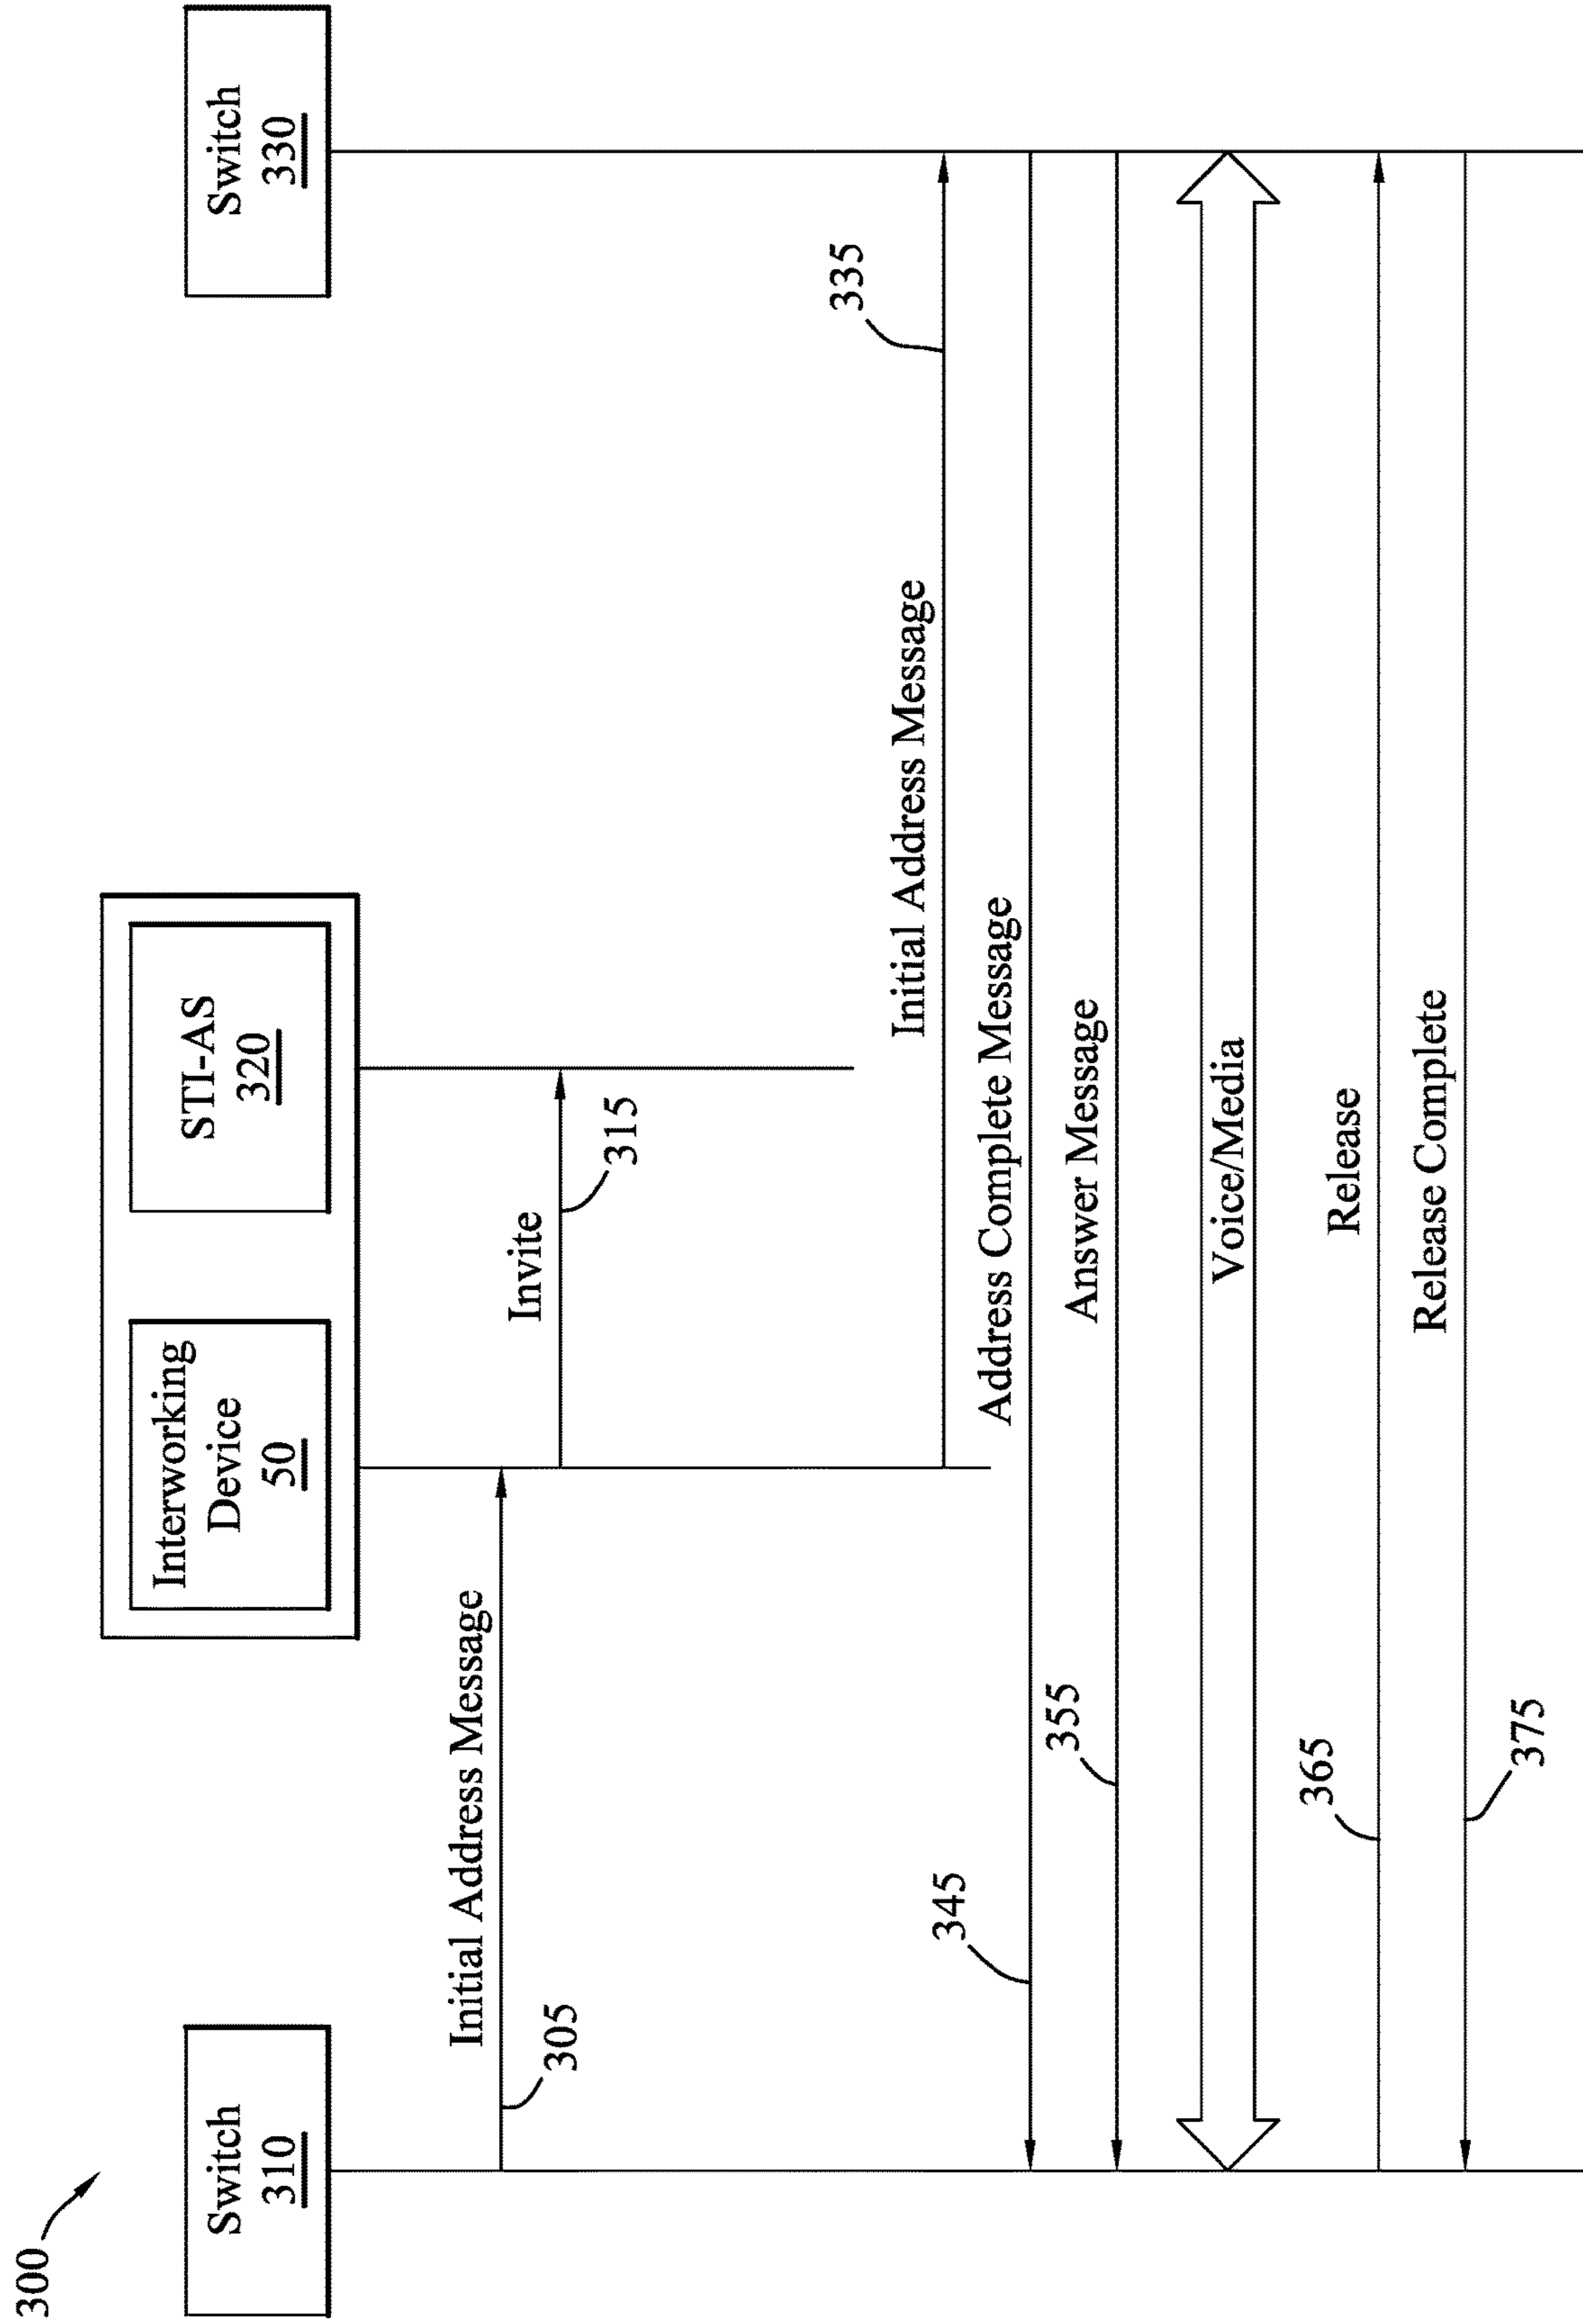 300
Switch
310
Interworking
Device
50
STI-AS
320
Switch
330
Initial Address Message
305
Invite
315
Initial Address Message
335
Address Complete Message
345
Answer Message
355
Voice/Media
Release
365
Release Complete
375